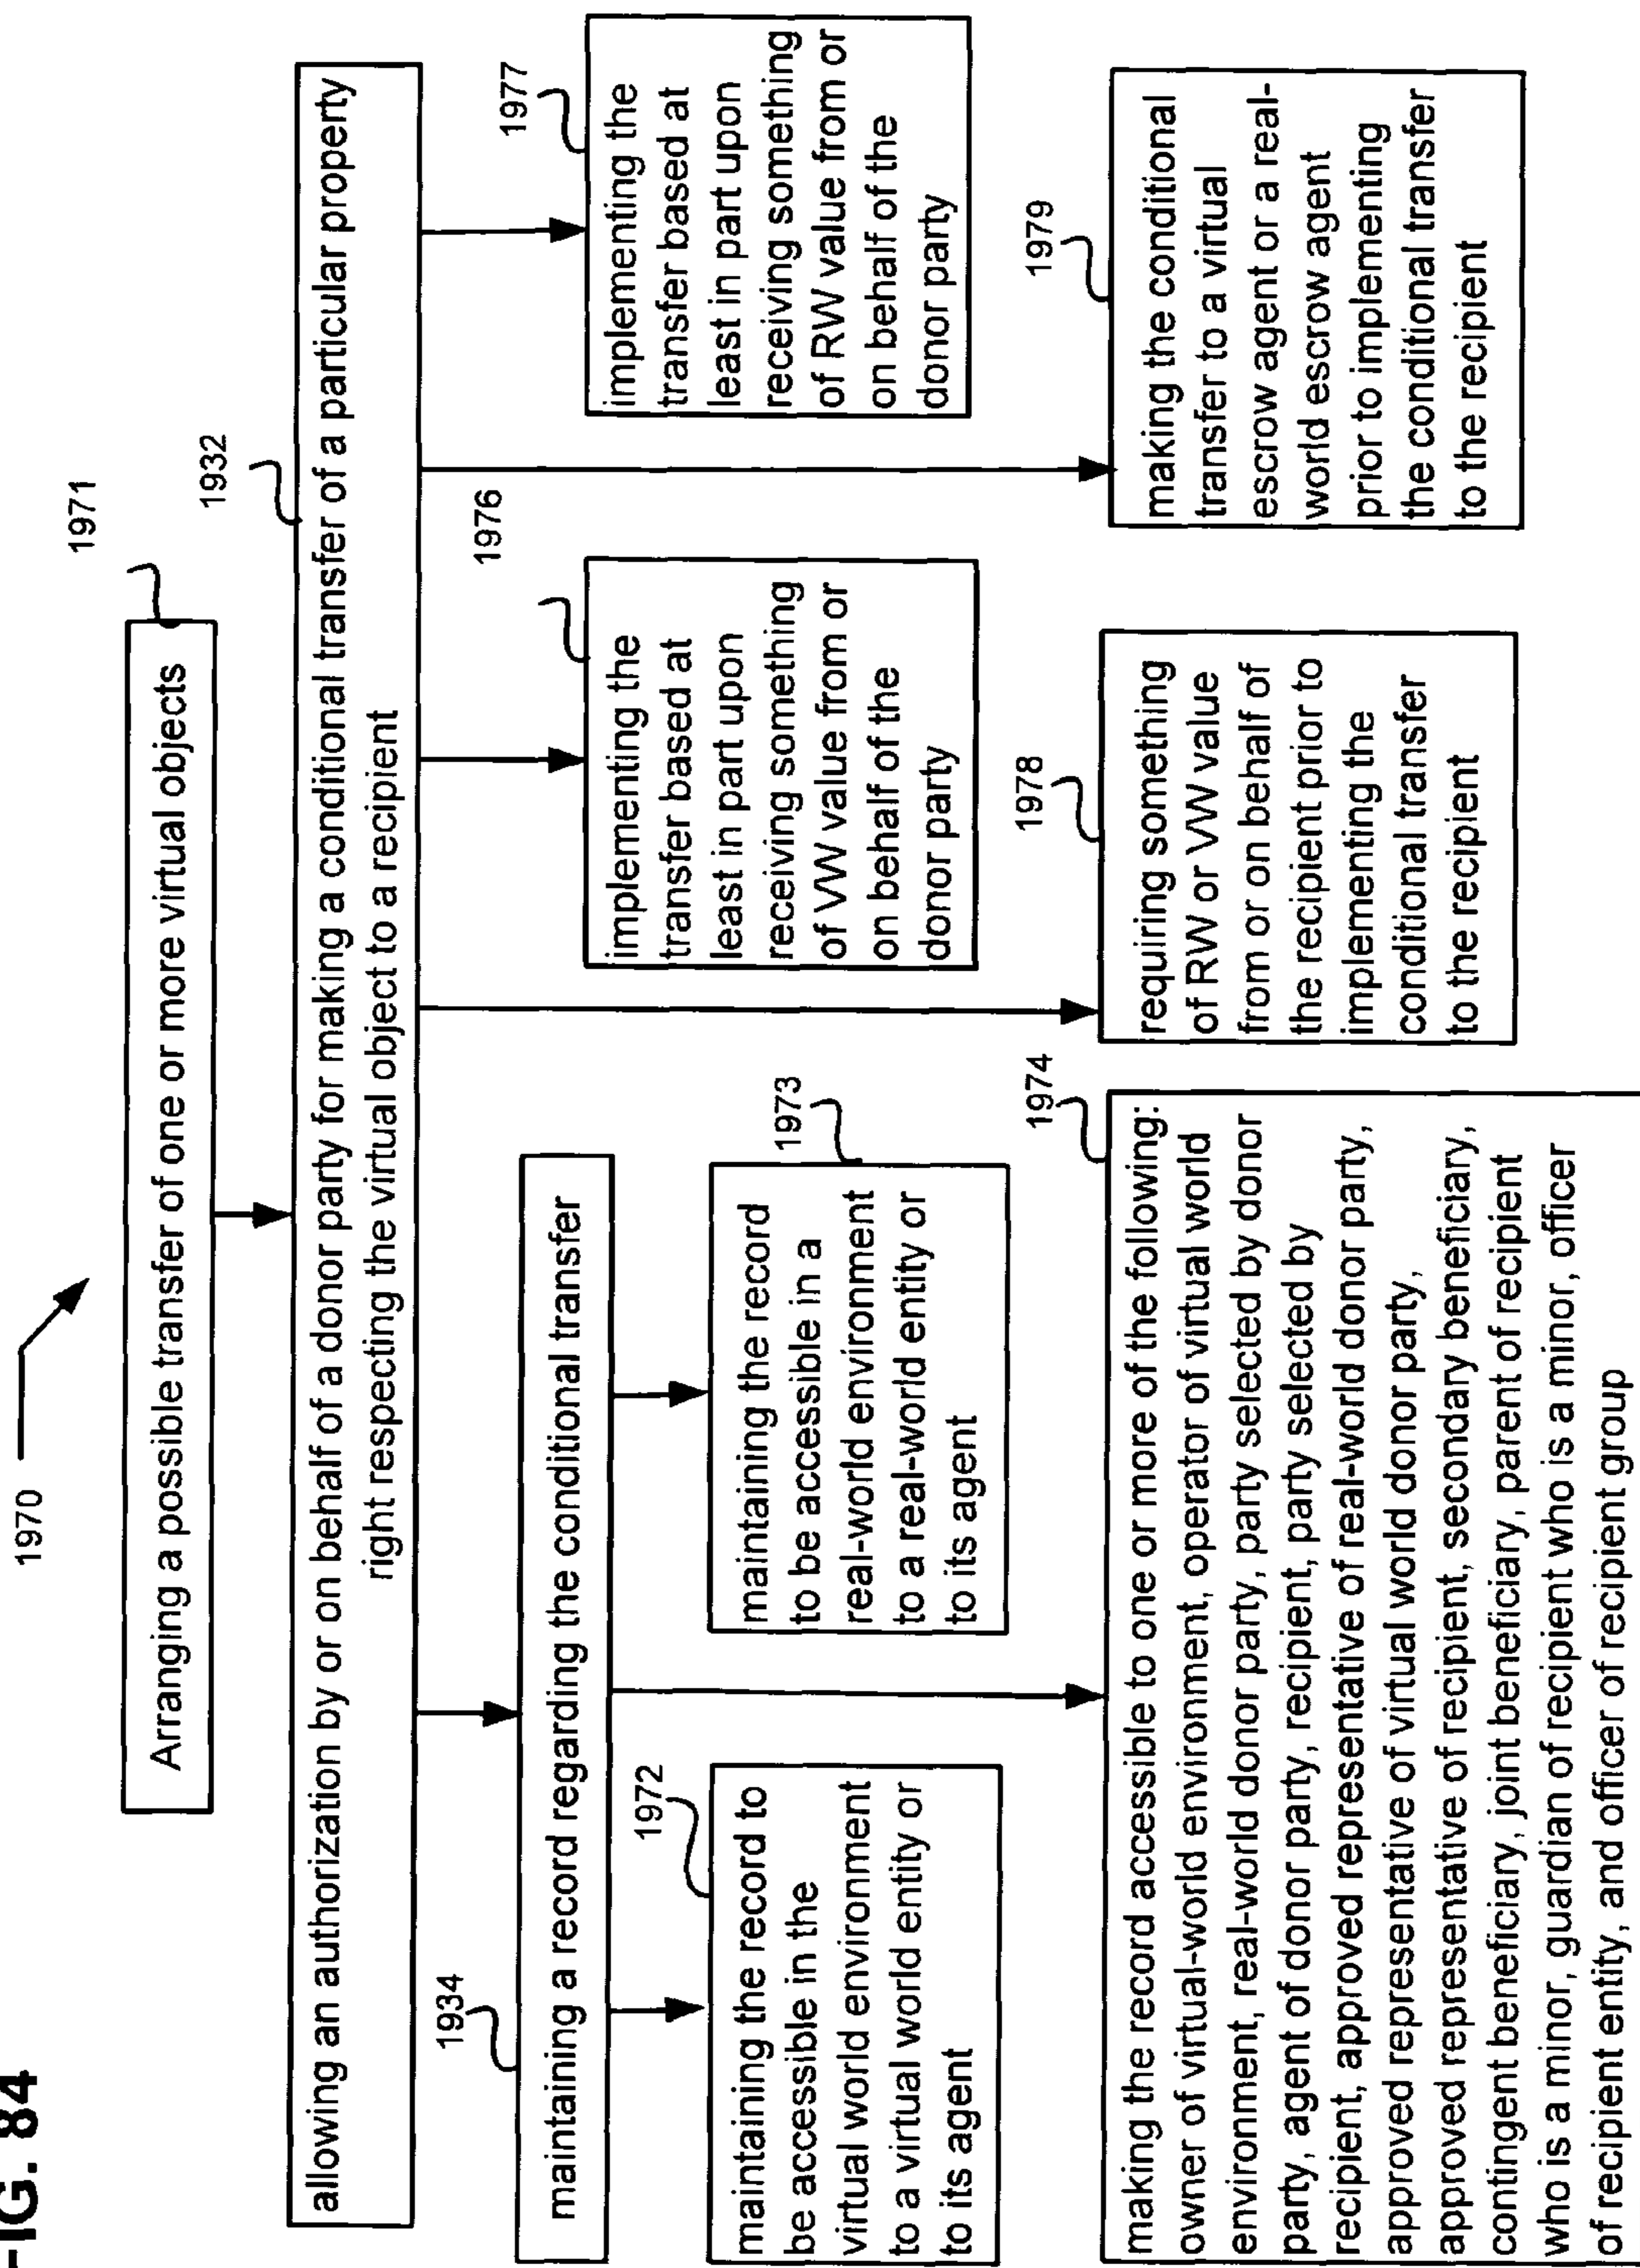 FIG. 84
1970
1971
Arranging a possible transfer of one or more virtual objects
1932
allowing an authorization by or on behalf of a donor party for making a conditional transfer of a particular property
right respecting the virtual object to a recipient
1934
maintaining a record regarding the conditional transfer
1972
maintaining the record to
be accessible in the
virtual world environment
to a virtual world entity or
to its agent
1973
maintaining the record
to be accessible in a
real-world environment
to a real-world entity or
to its agent
1976
implementing the
transfer based at
least in part upon
receiving something
of VW value from or
on behalf of the
donor party
1977
implementing the
transfer based at
least in part upon
receiving something
of RW value from or
on behalf of the
donor party
1974
making the record accessible to one or more of the following:
owner of virtual-world environment, operator of virtual world
environment, real-world donor party, party selected by donor
party, agent of donor party, recipient, party selected by
recipient, approved representative of real-world donor party,
approved representative of virtual world donor party,
approved representative of recipient, secondary beneficiary,
contingent beneficiary, joint beneficiary, parent of recipient
who is a minor, guardian of recipient who is a minor, officer
of recipient entity, and officer of recipient group
1978
requiring something
of RW or VW value
from or on behalf of
the recipient prior to
implementing the
conditional transfer
to the recipient
1979
making the conditional
transfer to a virtual
escrow agent or a real-
world escrow agent
prior to implementing
the conditional transfer
to the recipient